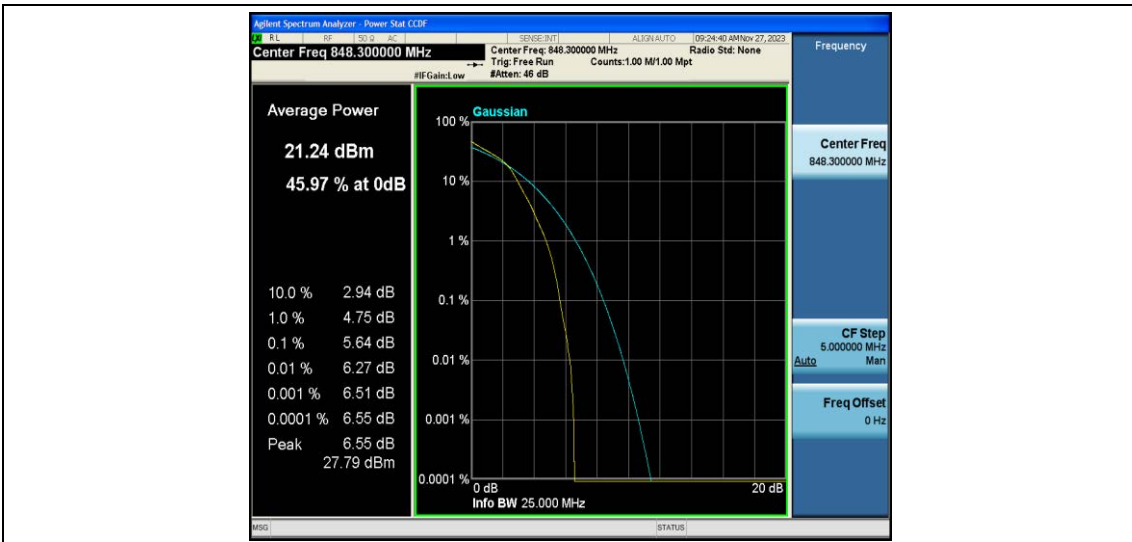 Agilent Spectrum Analyzer - Power Stat CCDF
RL RF 50 Ω AC SENSE:INT ALIGN AUTO 09:24:40 AM Nov 27, 2023
Center Freq 848.300000 MHz
Center Freq: 848.300000 MHz Radio Std: None
Trig: Free Run Counts:1.00 M/1.00 Mpt
#IFGain:Low #Atten: 46 dB
Frequency
Average Power
21.24 dBm
45.97 % at 0dB
10.0 % 2.94 dB
1.0 % 4.75 dB
0.1 % 5.64 dB
0.01 % 6.27 dB
0.001 % 6.51 dB
0.0001 % 6.55 dB
Peak 6.55 dB
27.79 dBm
Gaussian
100 %
10 %
1 %
0.1 %
0.01 %
0.001 %
0.0001 %
0 dB 20 dB
Info BW 25.000 MHz
Center Freq
848.300000 MHz
CF Step
5.000000 MHz
Auto Man
Freq Offset
0 Hz
MSG STATUS